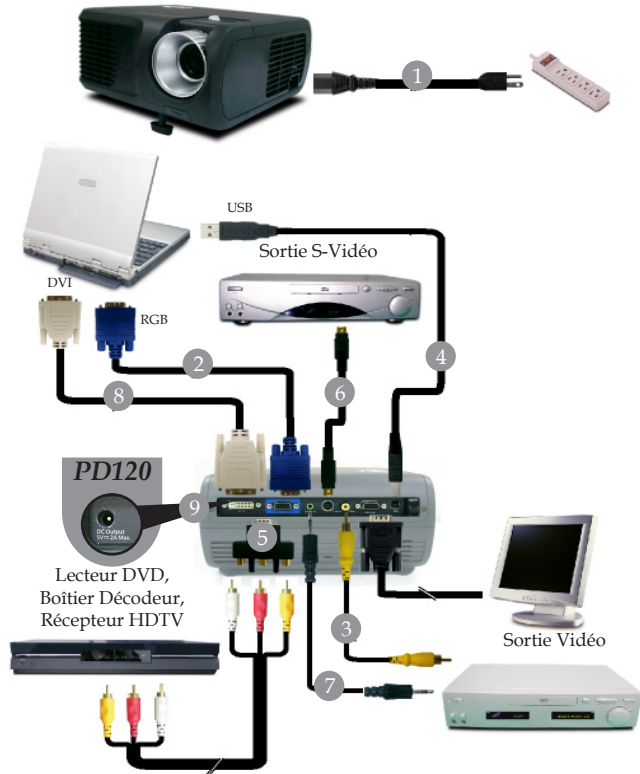 1
USB
Sortie S-Vidéo
DVI
RGB
2
4
6
8
PD120
DC Output
5V 2A Max.
9
5
Lecteur DVD,
Boîtier Décodeur,
Récepteur HDTV
Sortie Vidéo
3
7